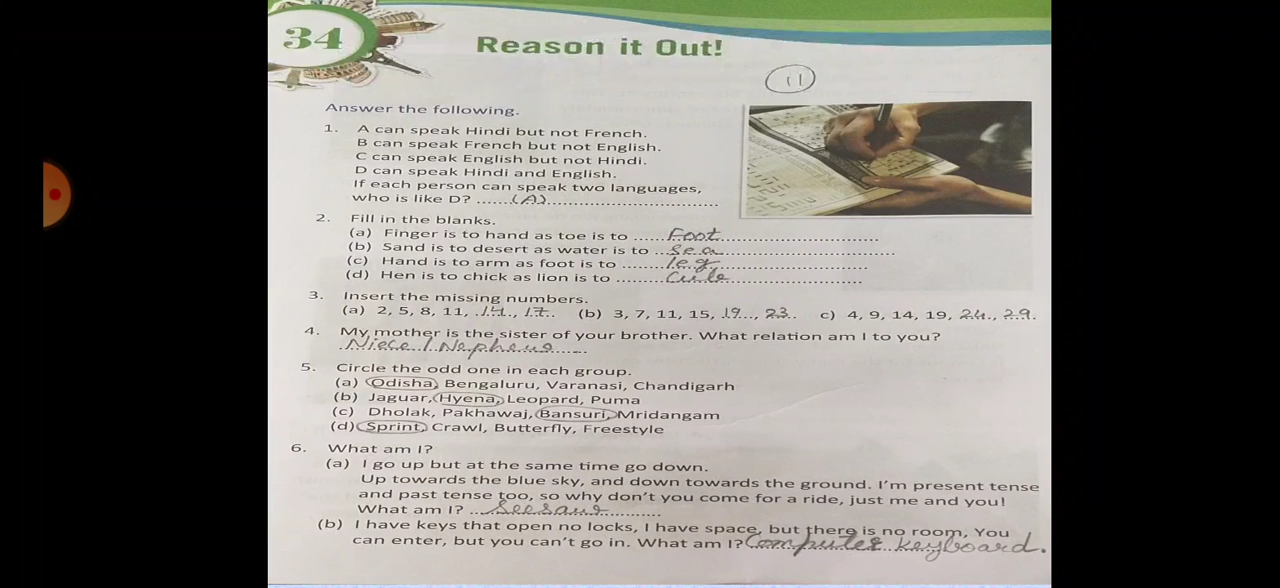 34
Reason it Out!
11
Answer the following.
1. A can speak Hindi but not French.
B can speak French but not English.
C can speak English but not Hindi.
D can speak Hindi and English.
If each person can speak two languages,
who is like D? ......(A)......
2. Fill in the blanks.
(a) Finger is to hand as toe is to ...... Foot ......
(b) Sand is to desert as water is to ... sea ......
(c) Hand is to arm as foot is to ...... leg ......
(d) Hen is to chick as lion is to ...... Cub ......
3. Insert the missing numbers.
(a) 2, 5, 8, 11, 14, 17. (b) 3, 7, 11, 15, 19, 23. c) 4, 9, 14, 19, 24, 29.
4. My mother is the sister of your brother. What relation am I to you?
Niece / Nephew
5. Circle the odd one in each group.
(a) Odisha, Bengaluru, Varanasi, Chandigarh
(b) Jaguar, Hyena, Leopard, Puma
(c) Dholak, Pakhawaj, Bansuri, Mridangam
(d) Sprint, Crawl, Butterfly, Freestyle
6. What am I?
(a) I go up but at the same time go down.
Up towards the blue sky, and down towards the ground. I'm present tense
and past tense too, so why don't you come for a ride, just me and you!
What am I? ... Seesaw ......
(b) I have keys that open no locks, I have space, but there is no room, You
can enter, but you can't go in. What am I? Computer keyboard.